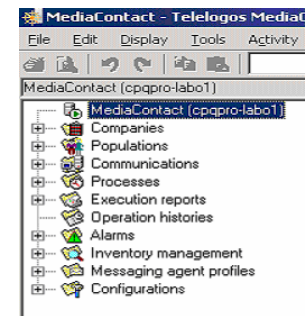 MediaContact - Telelogos MediaC
File Edit Display Tools Activity
MediaContact (cpqpro-labo1)
MediaContact (cpqpro-labo1)
Companies
Populations
Communications
Processes
Execution reports
Operation histories
Alarms
Inventory management
Messaging agent profiles
Configurations